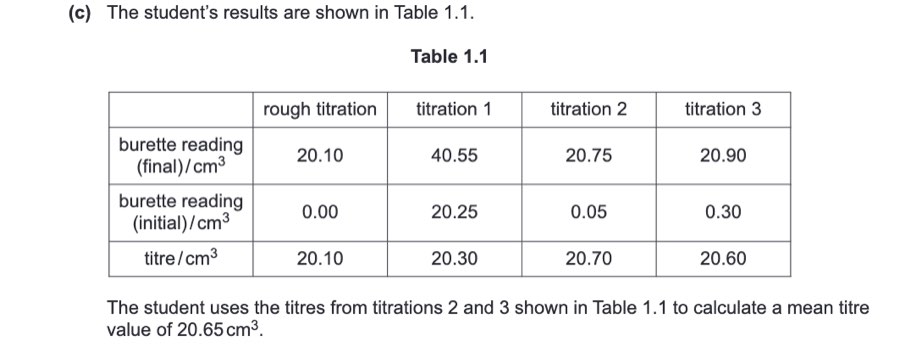 (c) The student's results are shown in Table 1.1.
Table 1.1
rough titration titration 1 titration 2 titration 3
burette reading (final)/cm³ 20.10 40.55 20.75 20.90
burette reading (initial)/cm³ 0.00 20.25 0.05 0.30
titre/cm³ 20.10 20.30 20.70 20.60
The student uses the titres from titrations 2 and 3 shown in Table 1.1 to calculate a mean titre
value of 20.65 cm³.